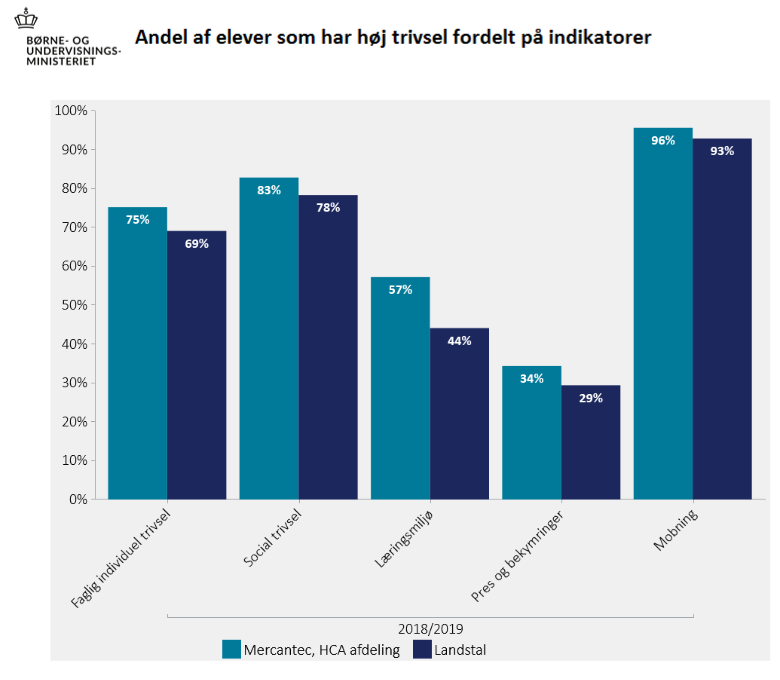 BØRNE- OG
UNDERVISNINGS-
MINISTERIET
Andel af elever som har høj trivsel fordelt på indikatorer
100%
90%
80%
70%
60%
50%
40%
30%
20%
10%
0%
75%
69%
83%
78%
57%
44%
34%
29%
96%
93%
Faglig individuel trivsel
Social trivsel
Læringsmiljø
Pres og bekymringer
Mobning
2018/2019
Mercantec, HCA afdeling
Landstal